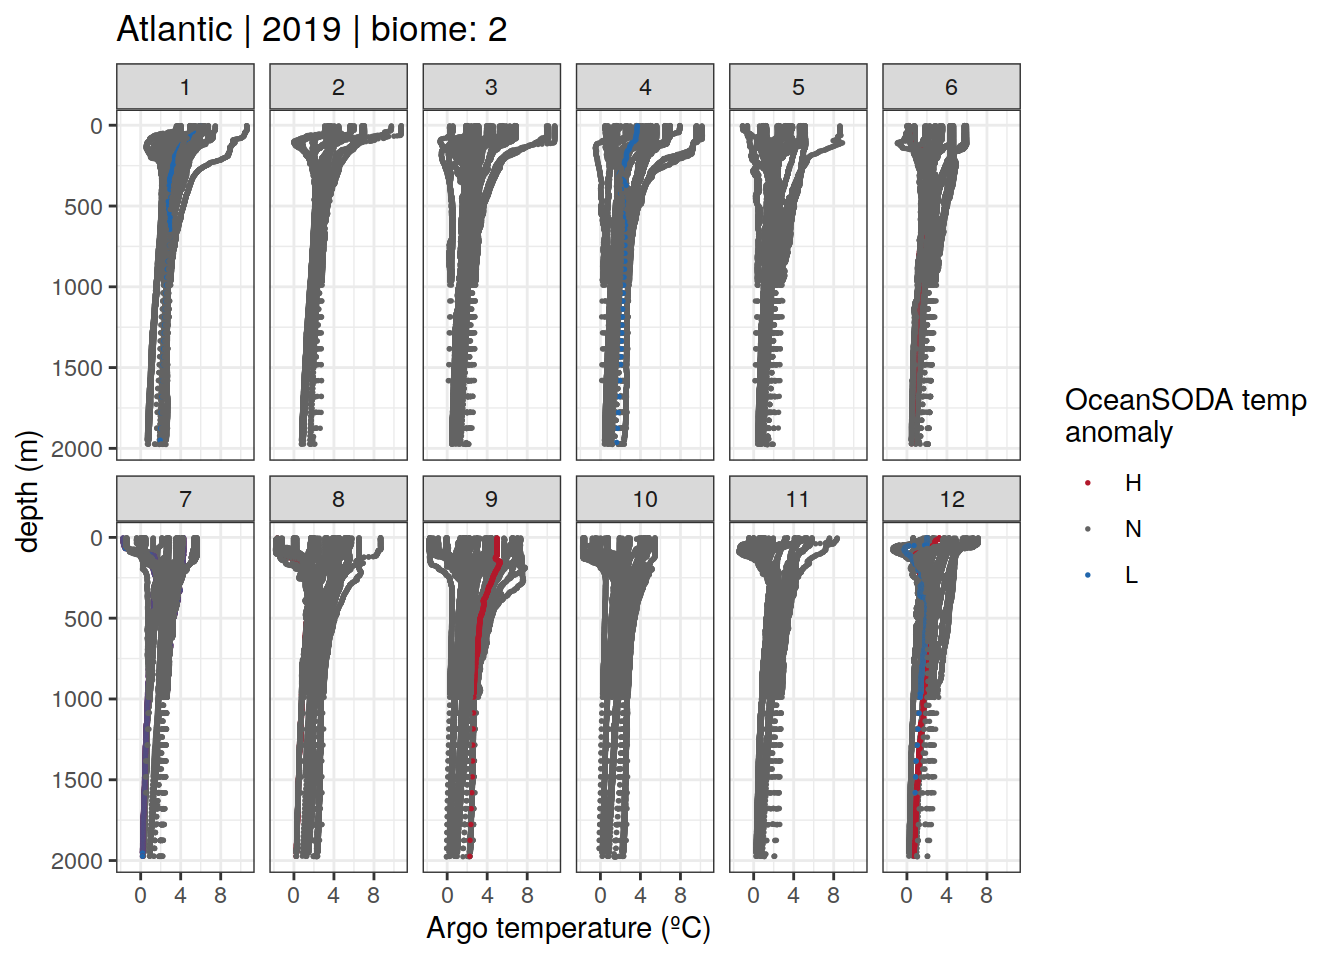 Atlantic | 2019 | biome: 2
1 2 3 4 5 6
0
500
1000
1500
2000
7 8 9 10 11 12
0
500
1000
1500
2000
0 4 8 0 4 8 0 4 8 0 4 8 0 4 8 0 4 8
Argo temperature (ºC)
depth (m)
OceanSODA temp
anomaly
H
N
L